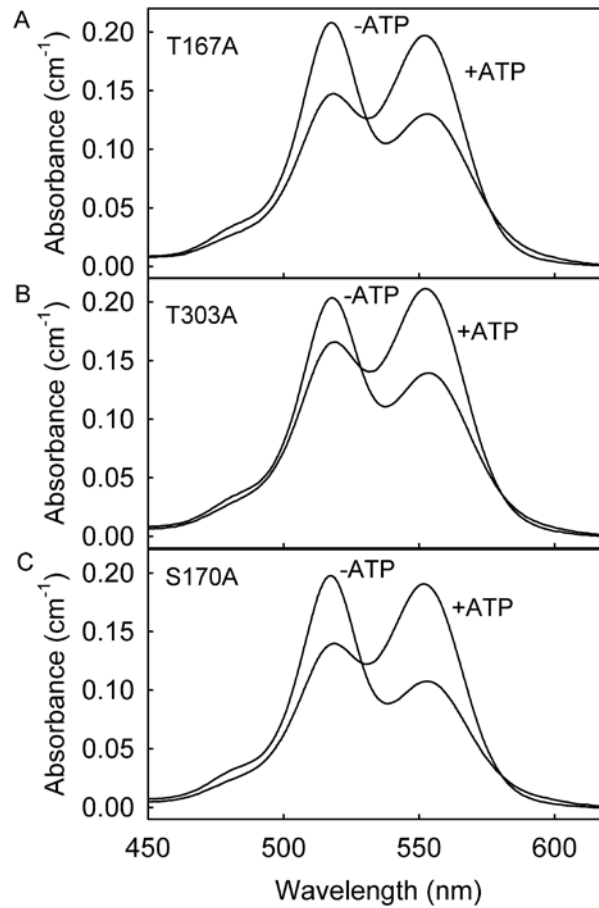 A
T167A
-ATP
+ATP
0.20
0.15
0.10
0.05
0.00
Absorbance (cm⁻¹)
B
T303A
-ATP
+ATP
0.20
0.15
0.10
0.05
0.00
Absorbance (cm⁻¹)
C
S170A
-ATP
+ATP
0.20
0.15
0.10
0.05
0.00
Absorbance (cm⁻¹)
450 500 550 600
Wavelength (nm)